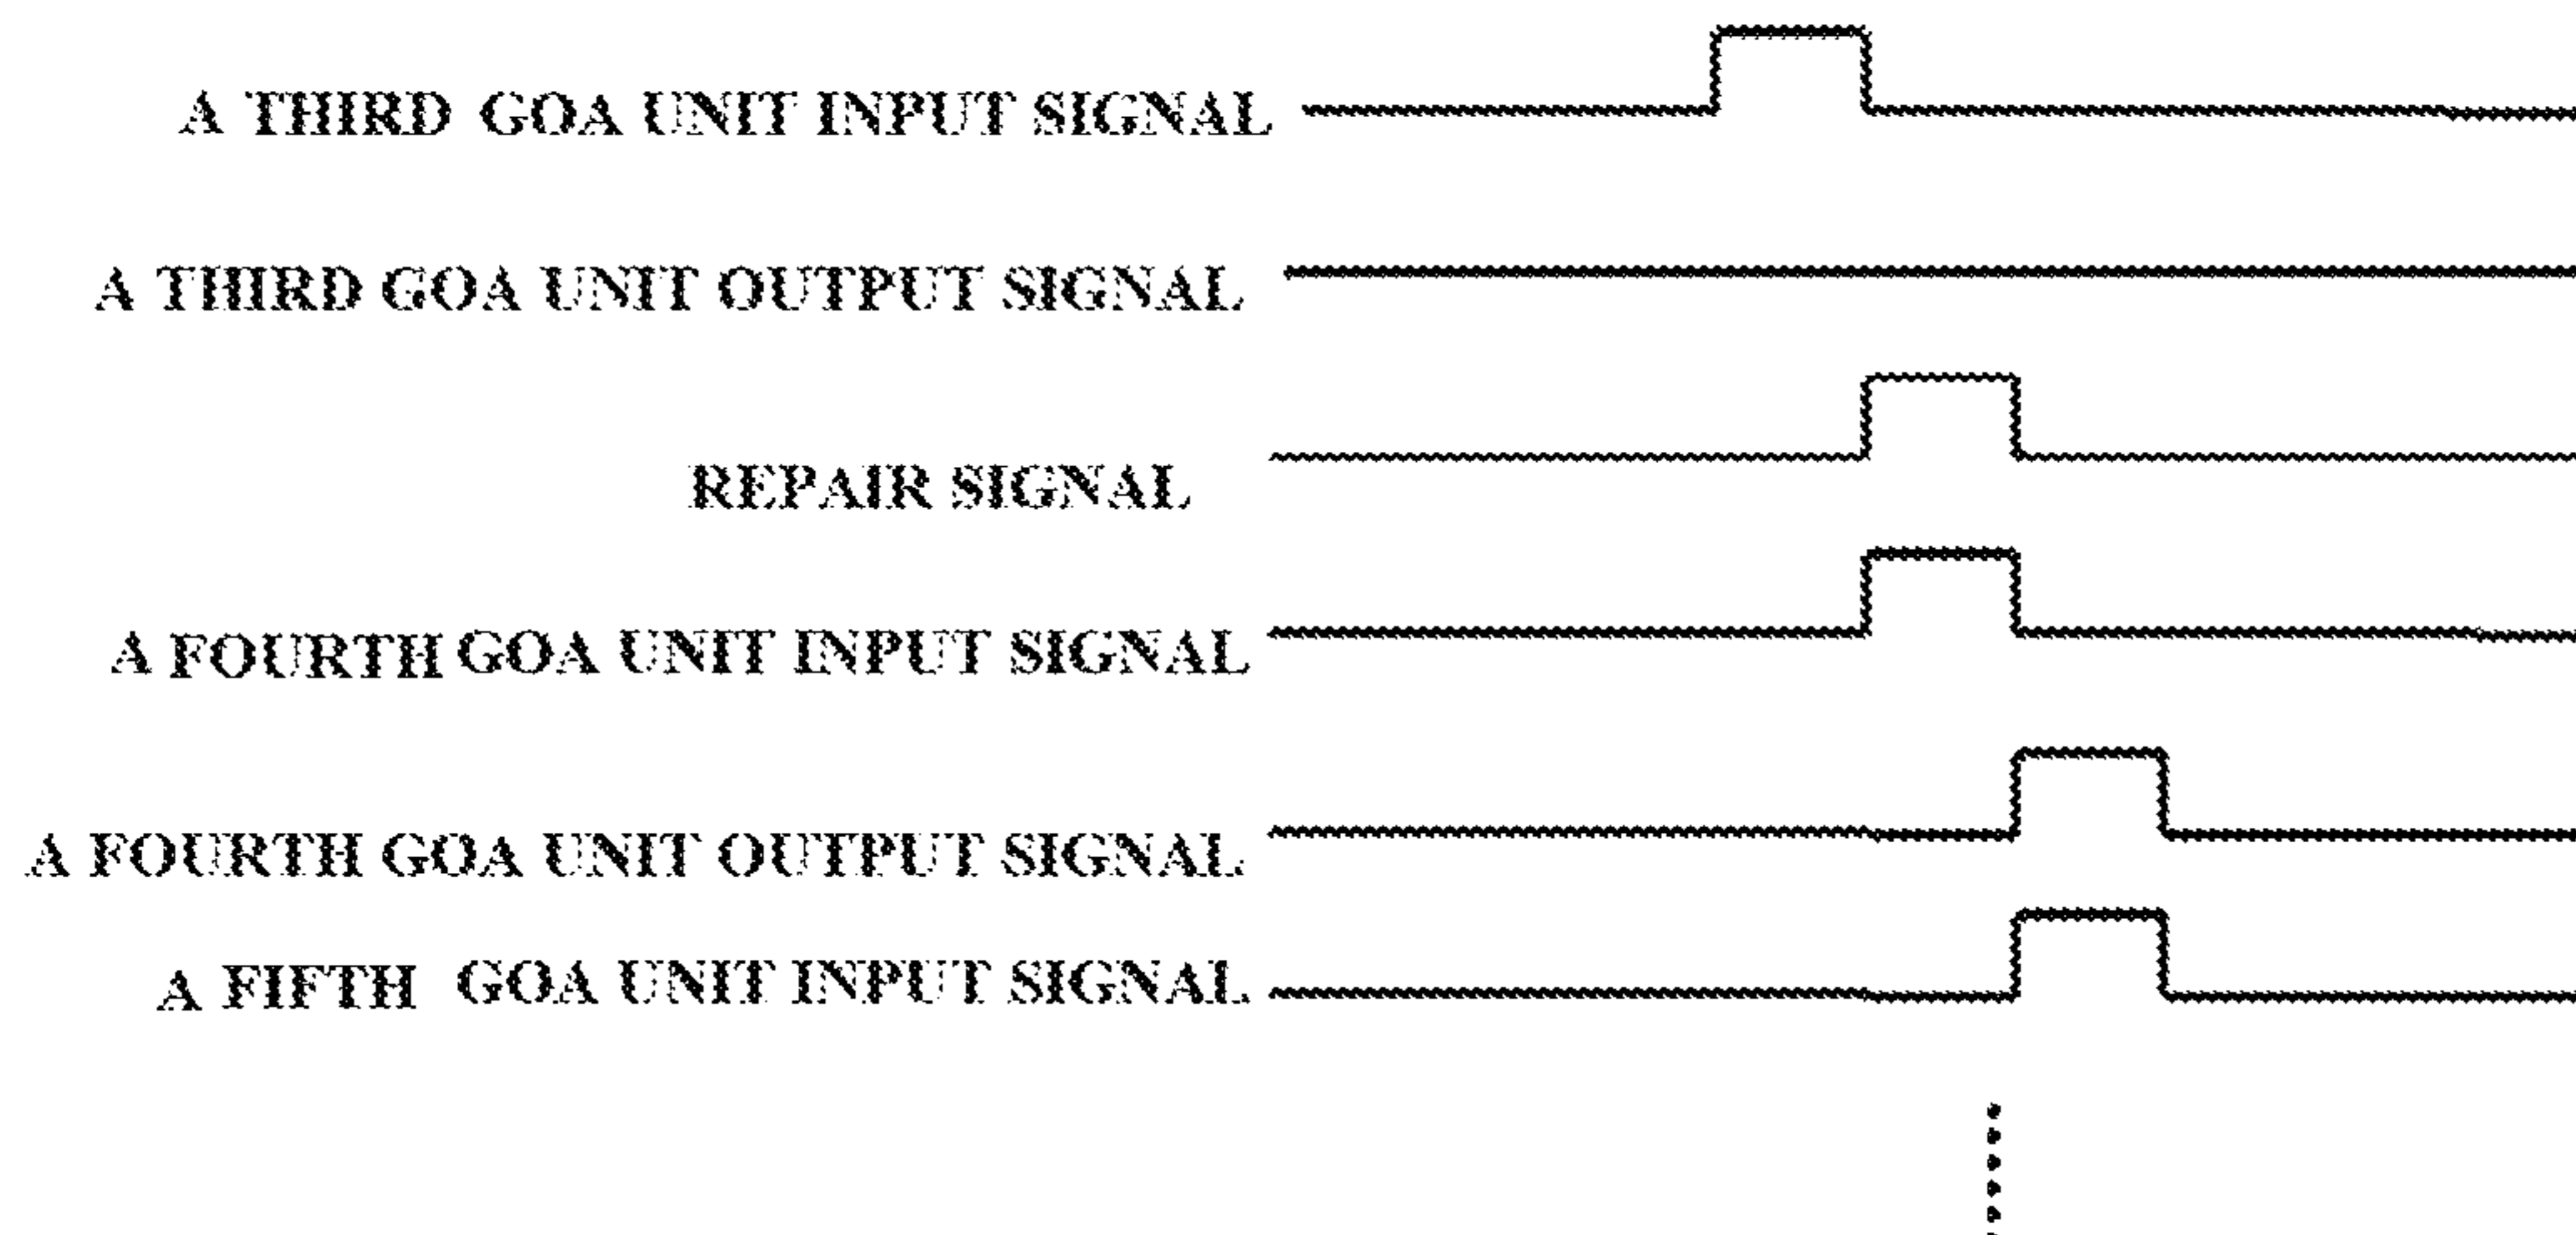 A THIRD GOA UNIT INPUT SIGNAL
A THIRD GOA UNIT OUTPUT SIGNAL
REPAIR SIGNAL
A FOURTH GOA UNIT INPUT SIGNAL
A FOURTH GOA UNIT OUTPUT SIGNAL
A FIFTH GOA UNIT INPUT SIGNAL